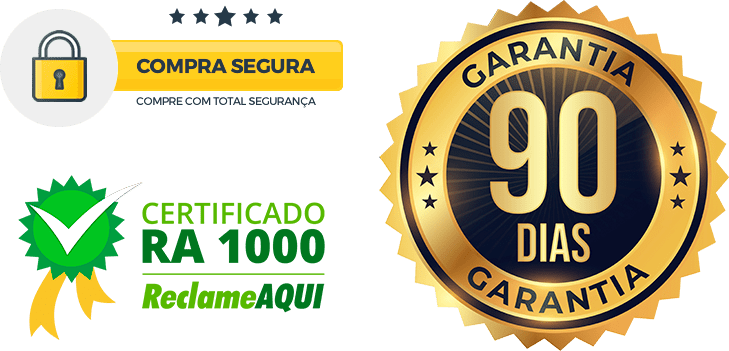 COMPRA SEGURA
COMPRE COM TOTAL SEGURANÇA
CERTIFICADO
RA 1000
ReclameAQUI
GARANTIA
90
DIAS
GARANTIA